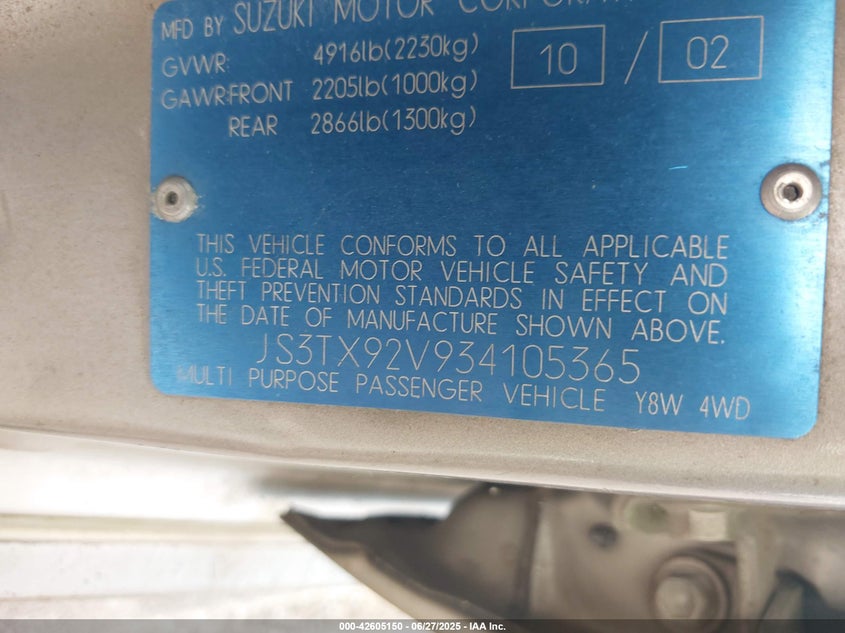 MFD BY SUZUKI MOTOR
GVWR: 4916lb(2230kg) 10 / 02
GAWR:FRONT 2205lb(1000kg)
REAR 2866lb(1300kg)
THIS VEHICLE CONFORMS TO ALL APPLICABLE
U.S. FEDERAL MOTOR VEHICLE SAFETY AND
THEFT PREVENTION STANDARDS IN EFFECT ON
THE DATE OF MANUFACTURE SHOWN ABOVE.
JS3TX92V934105365
MULTI PURPOSE PASSENGER VEHICLE Y8W 4WD
000-42605150 - 06/27/2025 - IAA Inc.